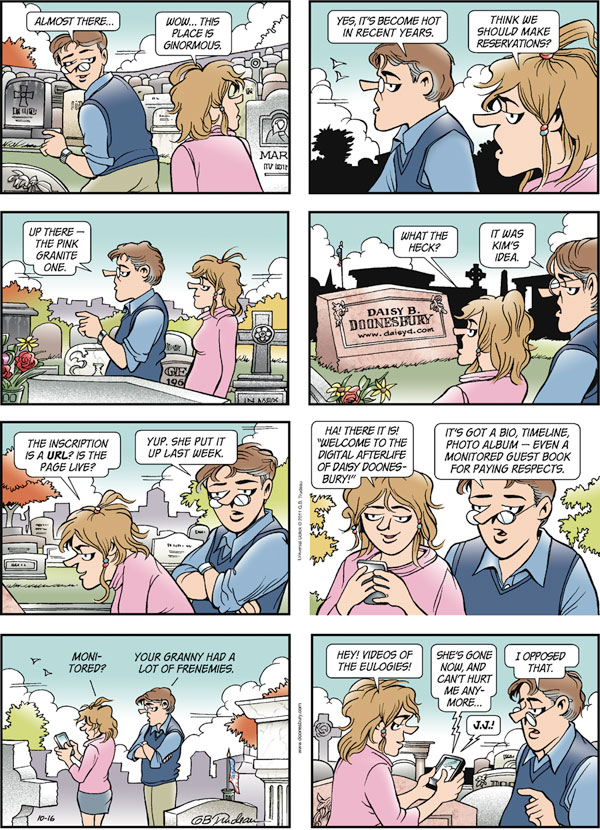 ALMOST THERE...
WOW... THIS
PLACE IS
GINORMOUS.
MAR
YES, IT'S BECOME HOT
IN RECENT YEARS.
THINK WE
SHOULD MAKE
RESERVATIONS?
UP THERE —
THE PINK
GRANITE
ONE.
196
WHAT THE
HECK?
IT WAS
KIM'S
IDEA.
DAISY B.
DOONESBURY
www.daisyd.com
THE INSCRIPTION
IS A URL? IS THE
PAGE LIVE?
YUP. SHE PUT IT
UP LAST WEEK.
Universal Uclick © 2011 G.B. Trudeau
HA! THERE IT IS!
"WELCOME TO THE
DIGITAL AFTERLIFE
OF DAISY DOONES-
BURY!"
IT'S GOT A BIO, TIMELINE,
PHOTO ALBUM — EVEN A
MONITORED GUEST BOOK
FOR PAYING RESPECTS.
MONI-
TORED?
YOUR GRANNY HAD A
LOT OF FRENEMIES.
10-16
GB Trudeau
www.doonesbury.com
HEY! VIDEOS OF
THE EULOGIES!
SHE'S GONE
NOW, AND
CAN'T HURT
ME ANY-
MORE...
J.J.!
I OPPOSED
THAT.